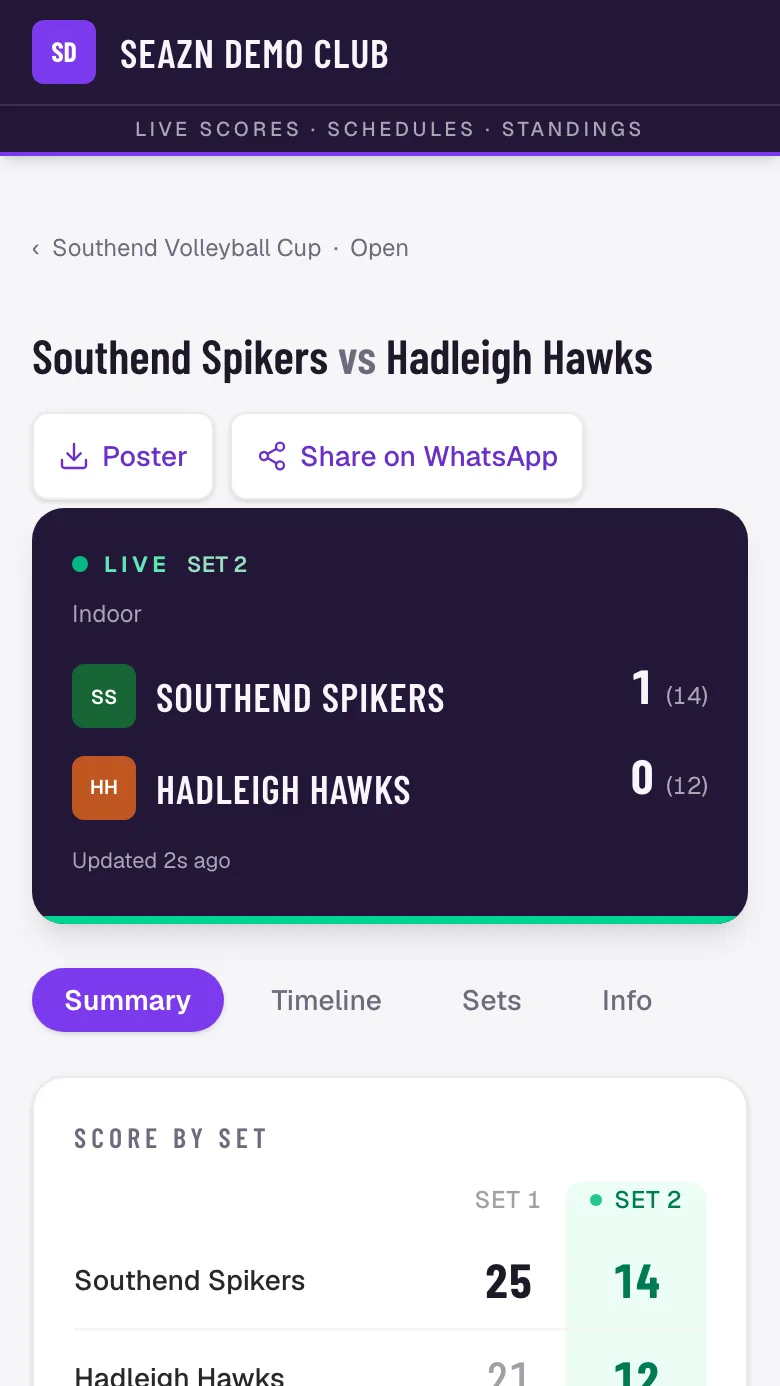 SD SEAZN DEMO CLUB
LIVE SCORES · SCHEDULES · STANDINGS
‹ Southend Volleyball Cup · Open
Southend Spikers vs Hadleigh Hawks
Poster Share on WhatsApp
LIVE SET 2
Indoor
SS SOUTHEND SPIKERS 1 (14)
HH HADLEIGH HAWKS 0 (12)
Updated 2s ago
Summary Timeline Sets Info
SCORE BY SET
SET 1 SET 2
Southend Spikers 25 14
Hadleigh Hawks 21 12